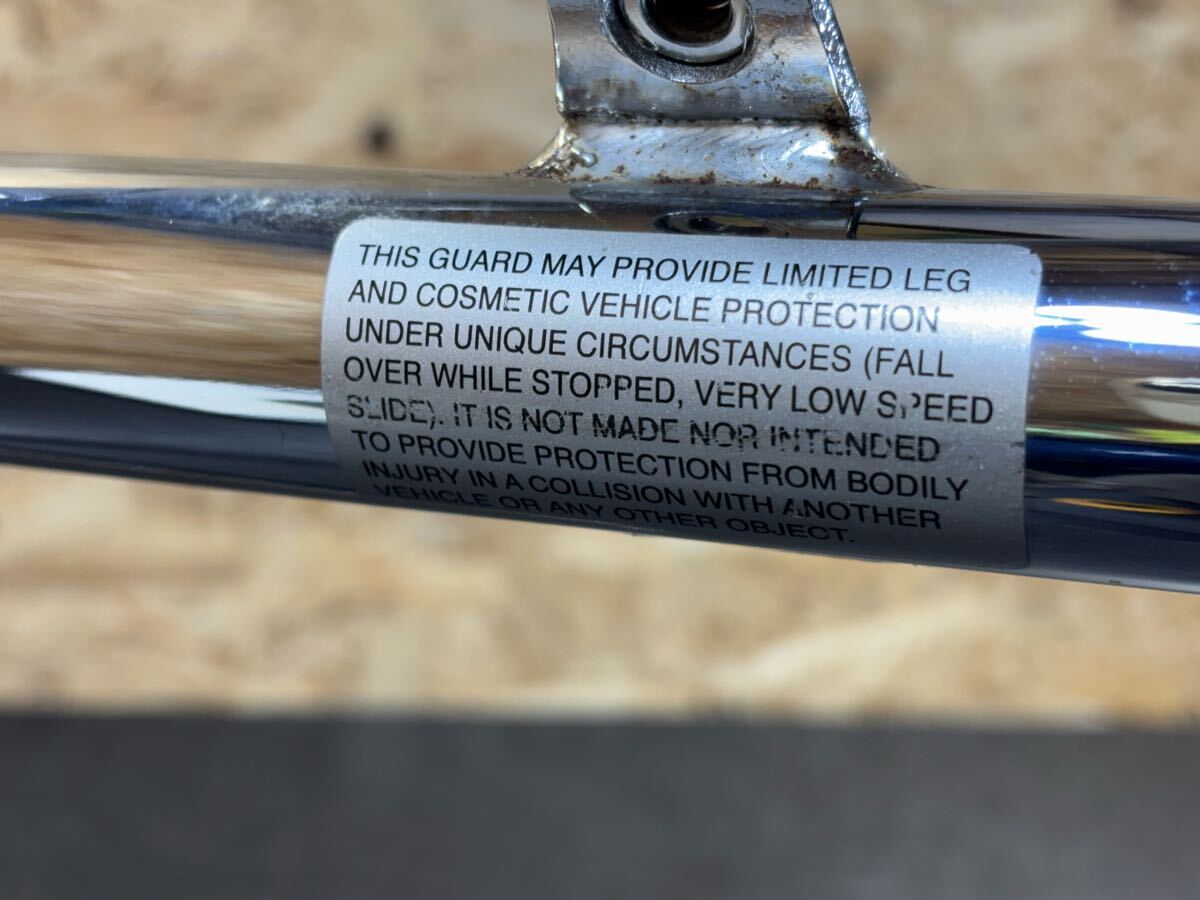 THIS GUARD MAY PROVIDE LIMITED LEG
AND COSMETIC VEHICLE PROTECTION
UNDER UNIQUE CIRCUMSTANCES (FALL
OVER WHILE STOPPED, VERY LOW SPEED
SLIDE). IT IS NOT MADE NOR INTENDED
TO PROVIDE PROTECTION FROM BODILY
INJURY IN A COLLISION WITH ANOTHER
VEHICLE OR ANY OTHER OBJECT.